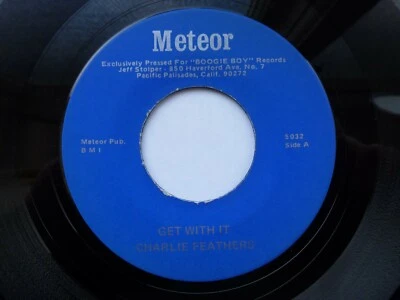 Meteor
Exclusively Pressed For "BOOGIE BOY" Records
Jeff Stolper - 850 Haverford Ave. No. 7
Pacific Palisades, Calif. 90272
Meteor Pub.
B M I
5032
Side A
GET WITH IT
CHARLIE FEATHERS